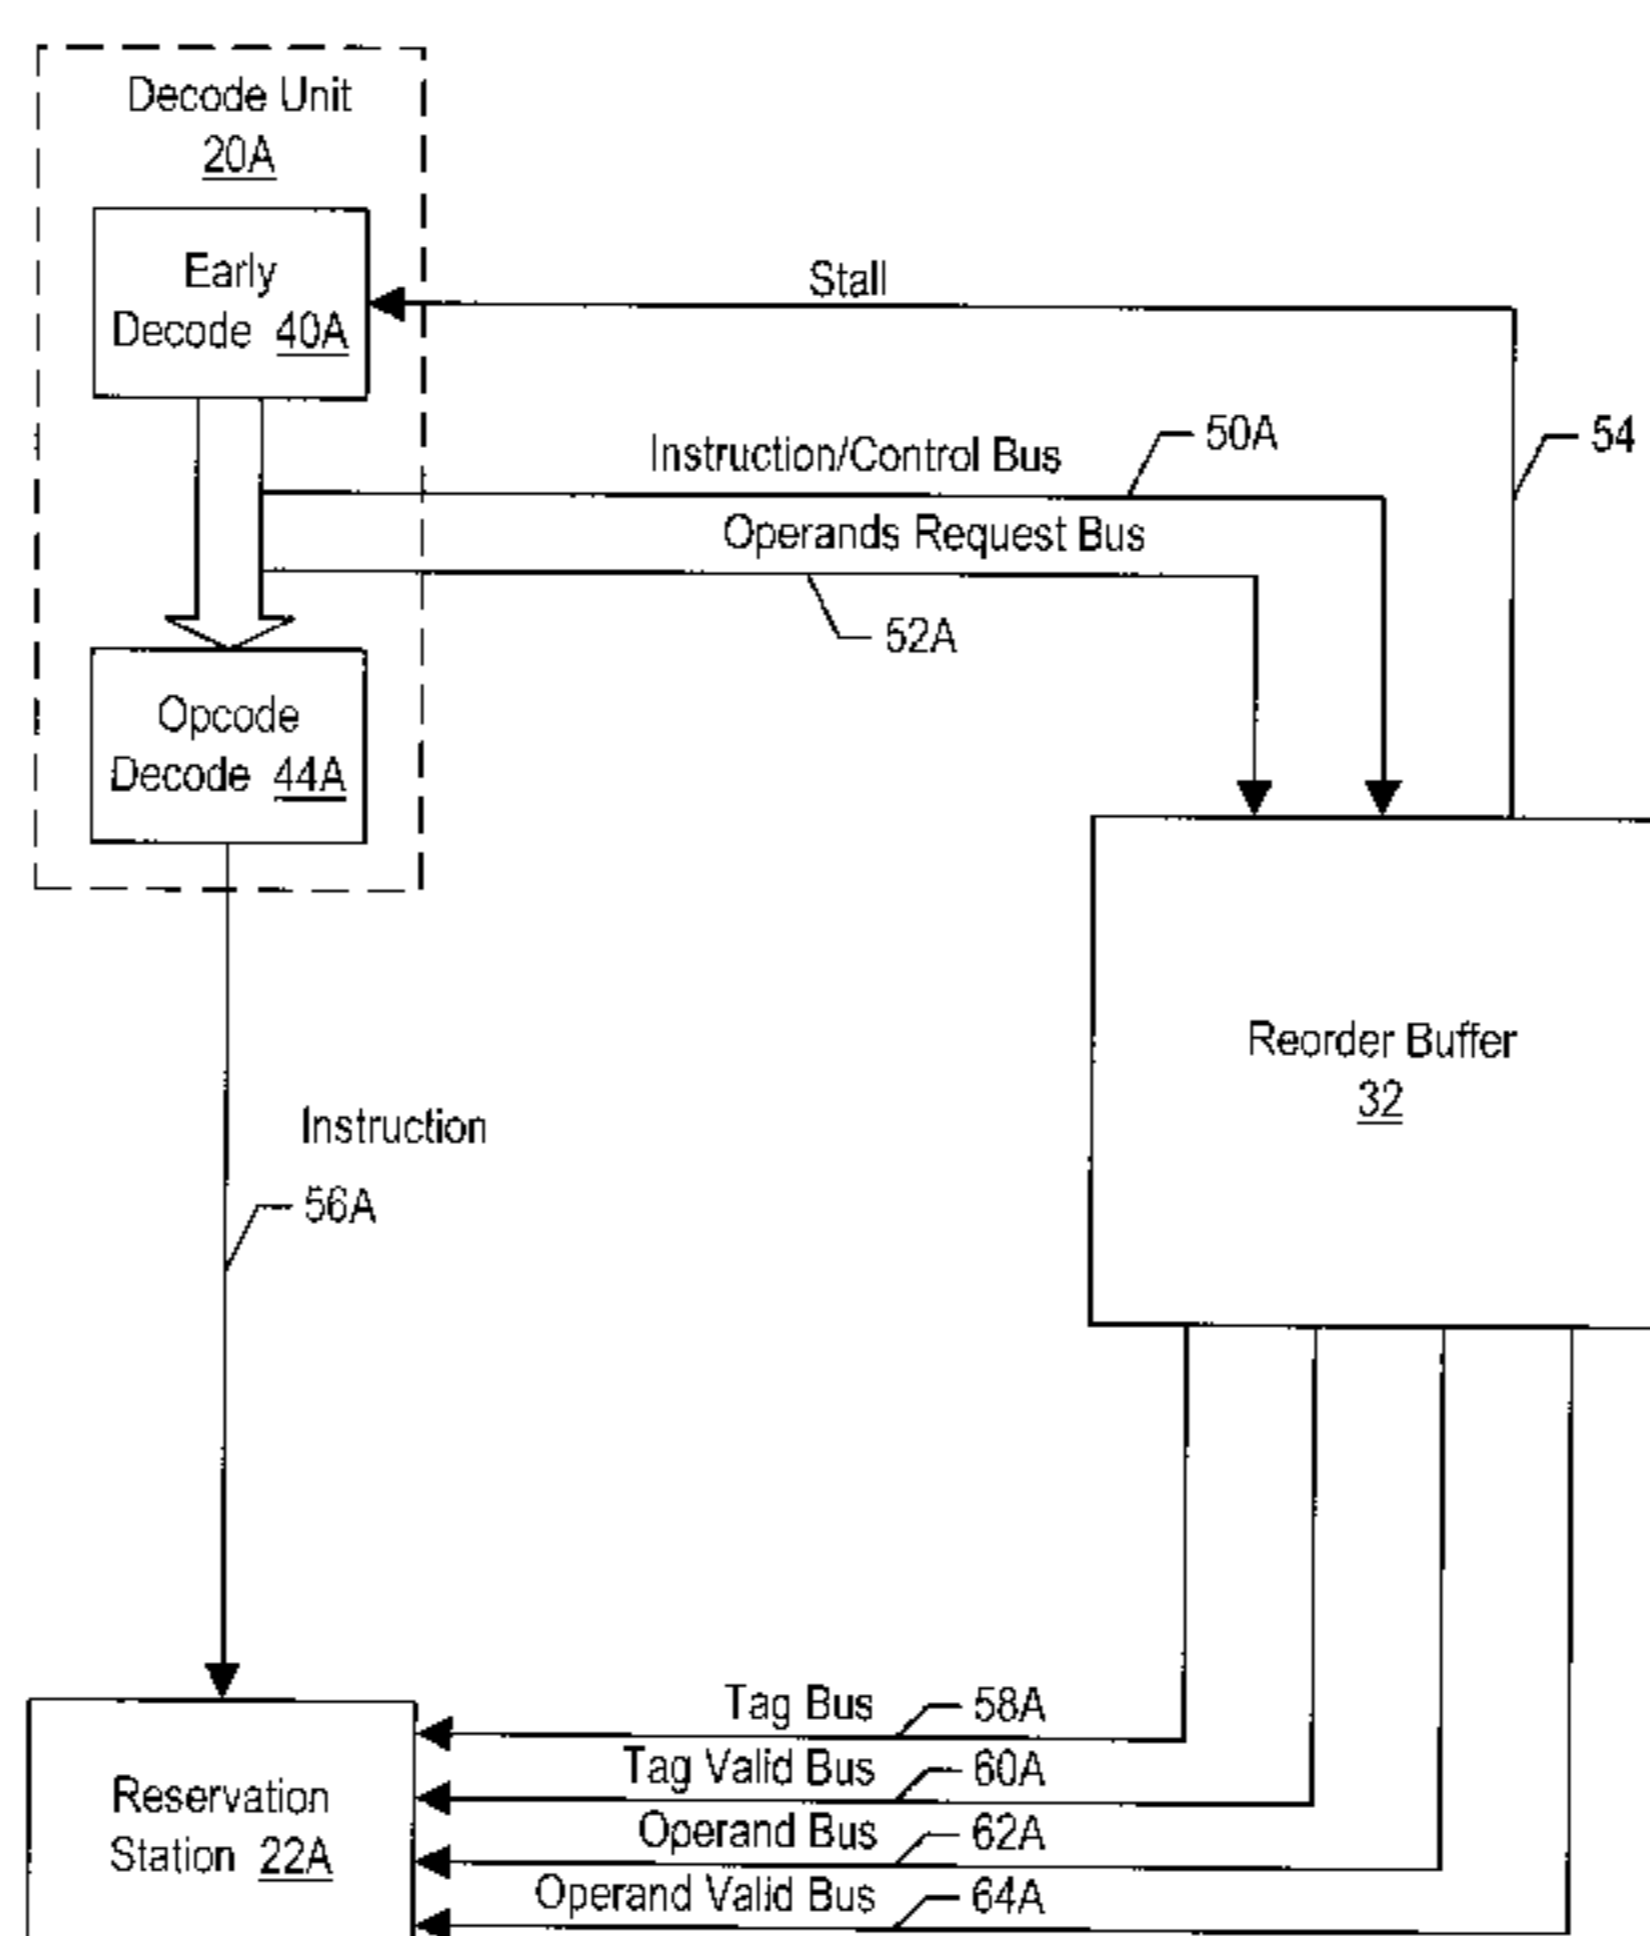 Decode Unit
20A
Early
Decode 40A
Stall
Instruction/Control Bus
50A
54
Operands Request Bus
52A
Opcode
Decode 44A
Reorder Buffer
32
Instruction
56A
Tag Bus
58A
Tag Valid Bus
60A
Reservation
Station 22A
Operand Bus
62A
Operand Valid Bus
64A